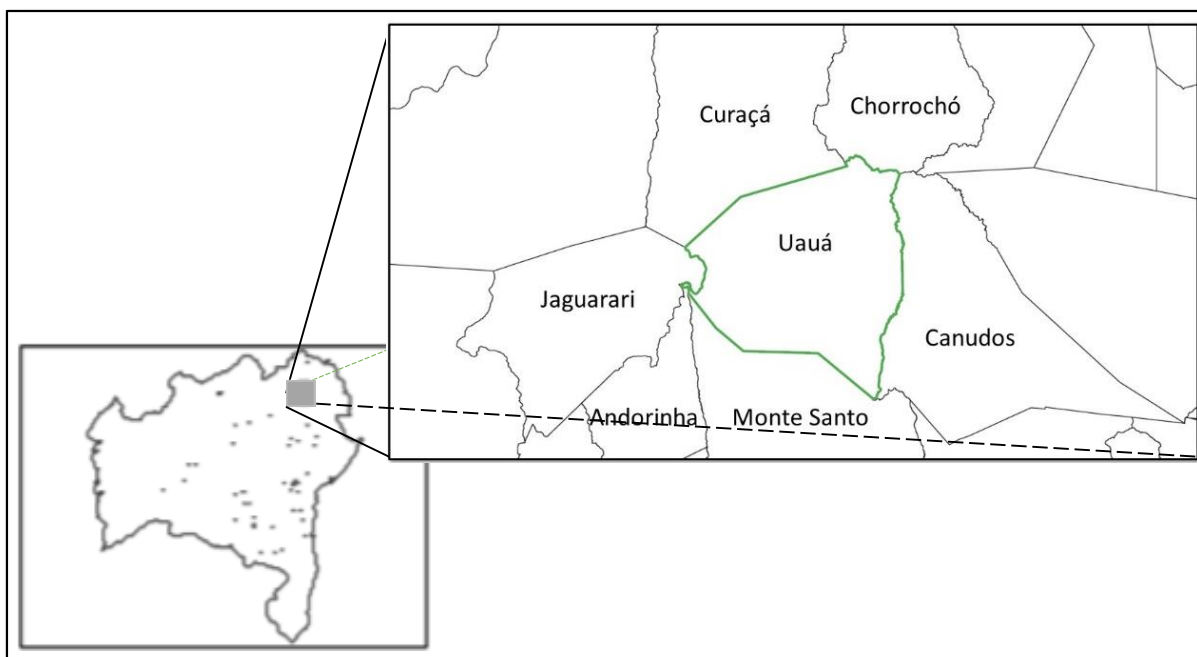 Chorrochó
Curaçá
Uauá
Jaguarari
Canudos
Andorinha
Monte Santo